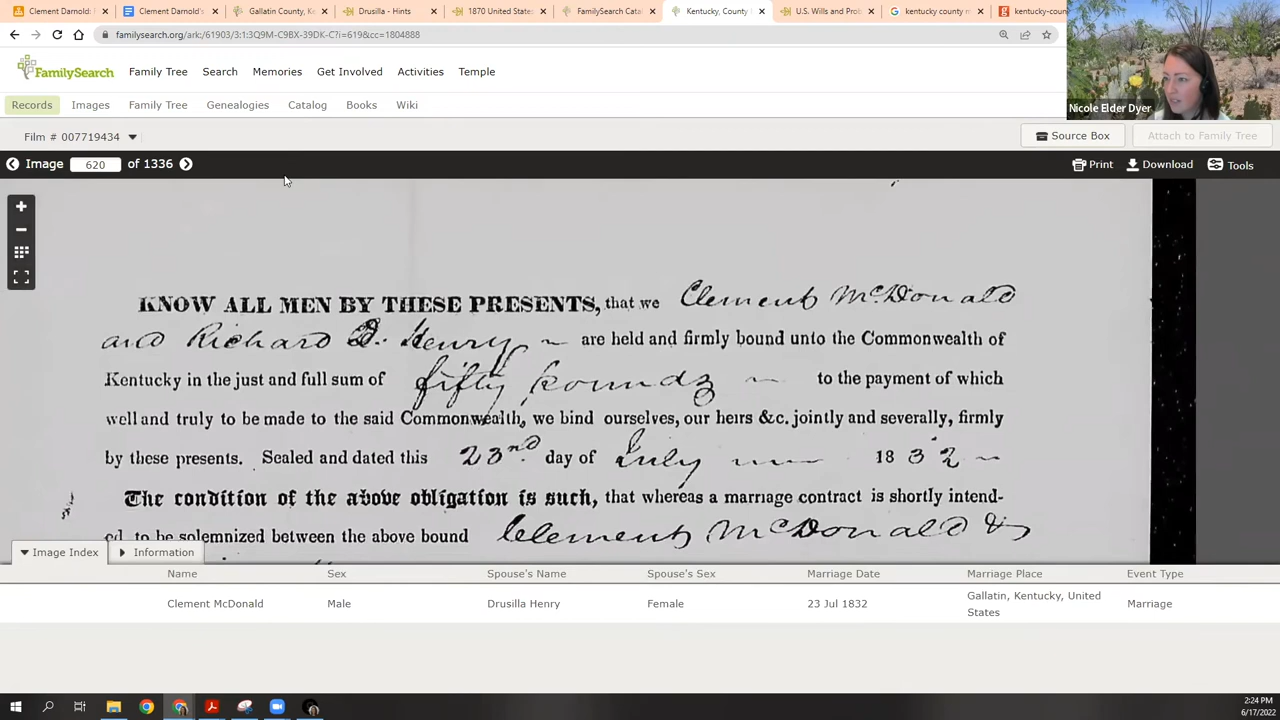 Clement Darnold: M
Clement Darnold's
Gallatin County, Ke
Drusilla - Hints
1870 United States
FamilySearch Cata
Kentucky, County
U.S. Wills and Pro
kentucky county m
kentucky-coun
familysearch.org/ark:/61903/3:1:3Q9M-C9BX-39DK-C?i=619&cc=1804888
FamilySearch
Family Tree Search Memories Get Involved Activities Temple
Nicole Elder Dyer
Records Images Family Tree Genealogies Catalog Books Wiki
Film # 007719434
Source Box
Attach to Family Tree
Image 620 of 1336
Print Download Tools
KNOW ALL MEN BY THESE PRESENTS, that we Clement McDonald
and Richard D. Henry are held and firmly bound unto the Commonwealth of
Kentucky in the just and full sum of fifty pounds to the payment of which
well and truly to be made to the said Commonwealth, we bind ourselves, our heirs &c. jointly and severally, firmly
by these presents. Sealed and dated this 23rd day of July 1832
The condition of the above obligation is such, that whereas a marriage contract is shortly intend-
ed to be solemnized between the above bound Clement McDonald &
Image Index
Information
Name Sex Spouse's Name Spouse's Sex Marriage Date Marriage Place Event Type
Clement McDonald Male Drusilla Henry Female 23 Jul 1832 Gallatin, Kentucky, United States Marriage
2:24 PM
6/17/2022